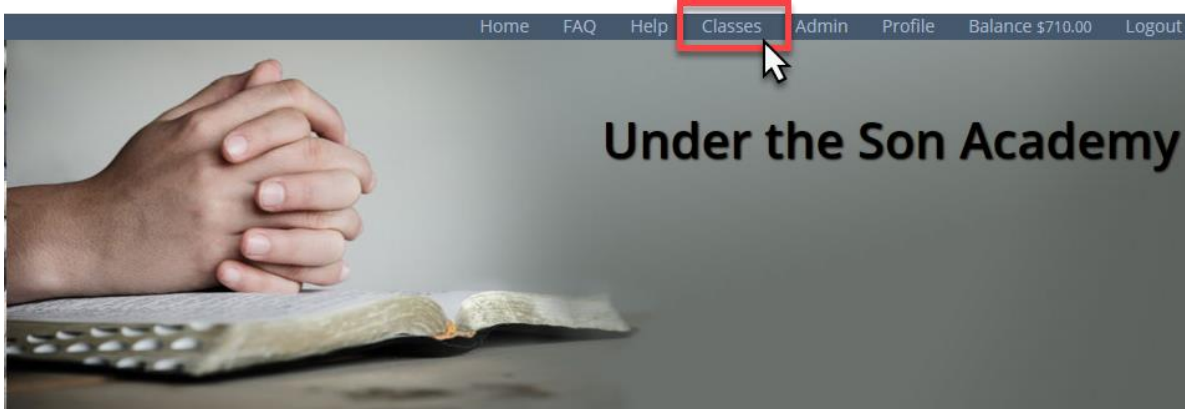 Home FAQ Help Classes Admin Profile Balance $710.00 Logout
Under the Son Academy